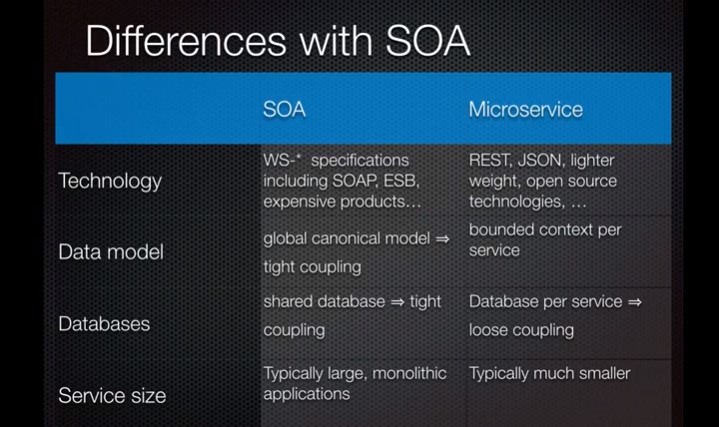 Differences with SOA
SOA Microservice
Technology
WS-* specifications
including SOAP, ESB,
expensive products…
REST, JSON, lighter
weight, open source
technologies, …
Data model
global canonical model ⇒
tight coupling
bounded context per
service
Databases
shared database ⇒ tight
coupling
Database per service ⇒
loose coupling
Service size
Typically large, monolithic
applications
Typically much smaller